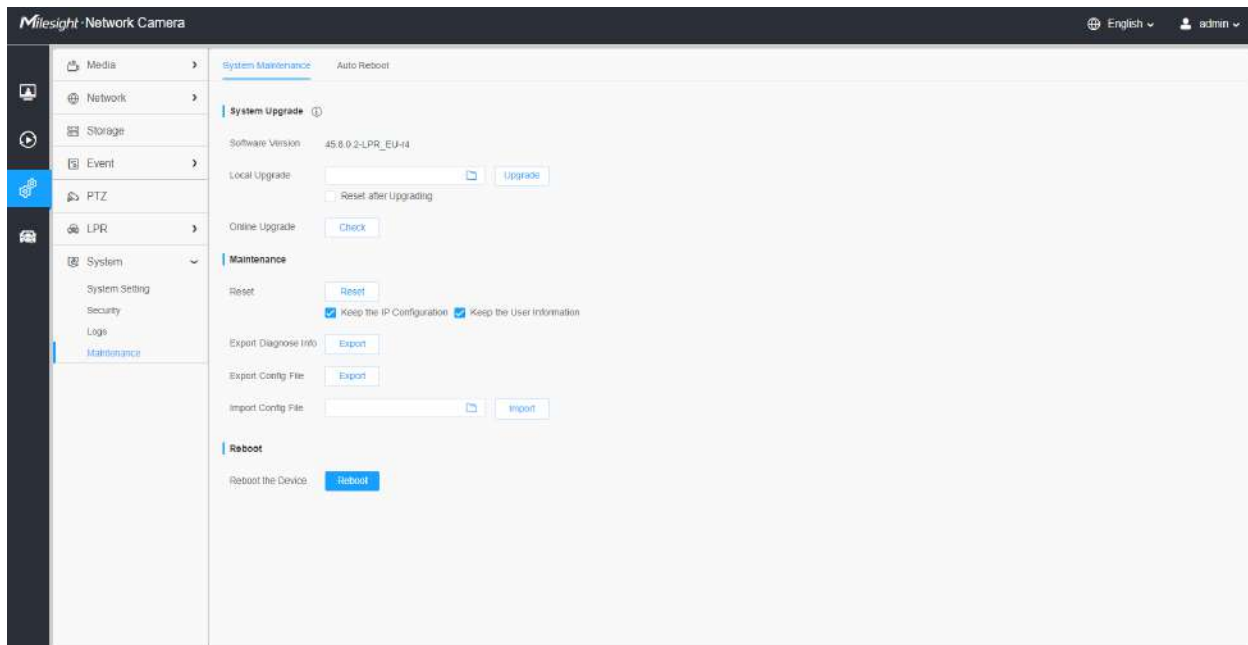 Milesight · Network Camera
English
admin
Media
Network
Storage
Event
PTZ
LPR
System
System Setting
Security
Logs
Maintenance
System Maintenance Auto Reboot
System Upgrade
Software Version 45.8.0.2-LPR_EU-r4
Local Upgrade Upgrade
Reset after Upgrading
Online Upgrade Check
Maintenance
Reset Reset
Keep the IP Configuration Keep the User Information
Export Diagnose Info Export
Export Config File Export
Import Config File Import
Reboot
Reboot the Device Reboot